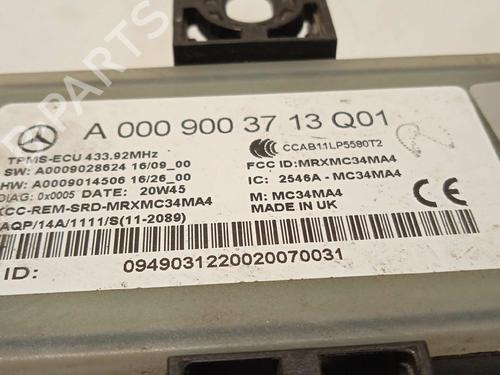 A 000 900 37 13 Q01
TPMS-ECU 433.92MHz
CCAB11LP5580T2
SW: A0009028624 16/09_00
FCC ID: MRXMC34MA4
HW: A0009014506 16/26_00
IC: 2546A-MC34MA4
DIAG: 0x0005 DATE: 20W45
M: MC34MA4
KCC-REM-SRD-MRXMC34MA4
MADE IN UK
AQP/14A/1111/S(11-2089)
ID: 0949031220020070031
CE
PARTS